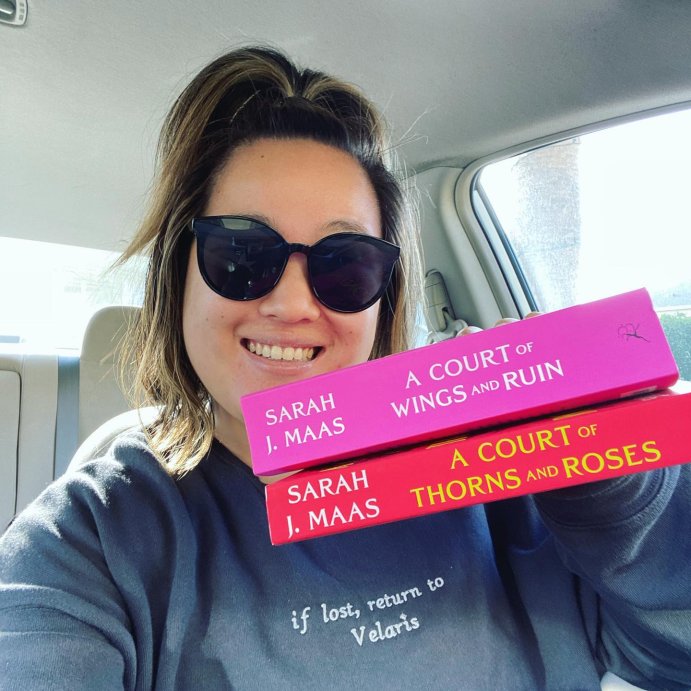 SARAH
J. MAAS
A COURT OF
WINGS AND RUIN
SARAH
J. MAAS
A COURT OF
THORNS AND ROSES
if lost, return to
Velaris